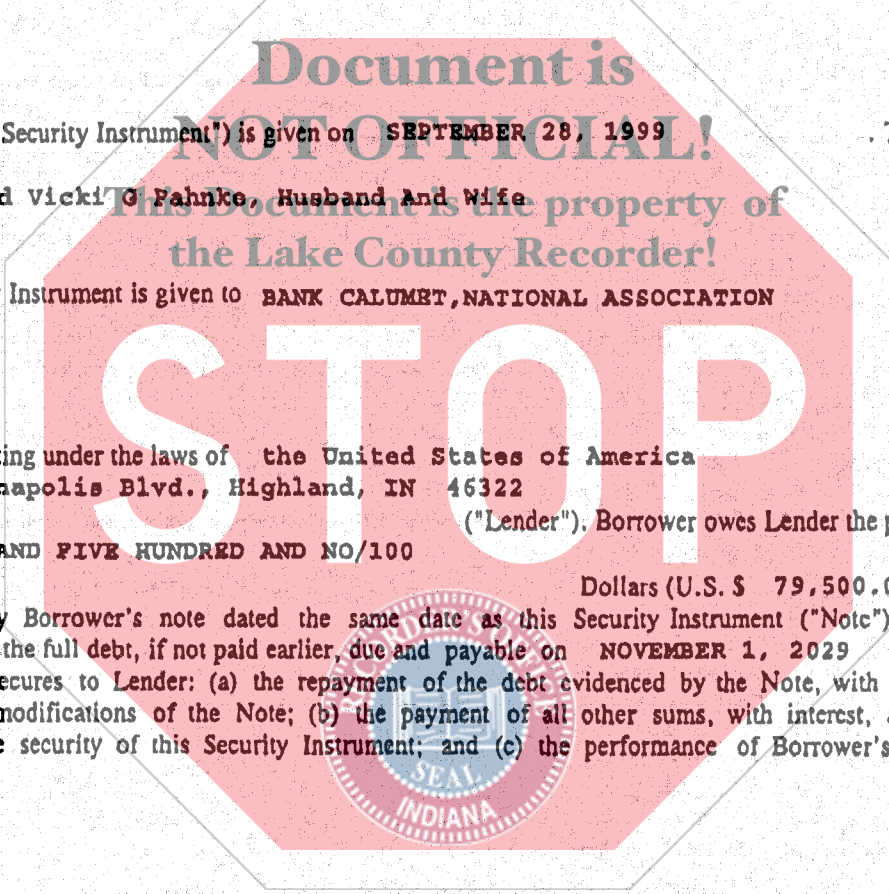 Document is
Security Instrument") is given on SEPTEMBER 28, 1999
NOT OFFICIAL!
d Vicki G Pahnke, Husband And Wife
This Document is the property of
the Lake County Recorder!
Instrument is given to BANK CALUMET,NATIONAL ASSOCIATION
STOP
ting under the laws of the United States of America
napolis Blvd., Highland, IN 46322
("Lender"). Borrower owes Lender the p
AND FIVE HUNDRED AND NO/100
Dollars (U.S. $ 79,500.0
y Borrower's note dated the same date as this Security Instrument ("Note")
the full debt, if not paid earlier, due and payable on NOVEMBER 1, 2029
ecures to Lender: (a) the repayment of the debt evidenced by the Note, with
modifications of the Note; (b) the payment of all other sums, with interest, a
e security of this Security Instrument; and (c) the performance of Borrower's
RECORDER'S OFFICE
SEAL
INDIANA